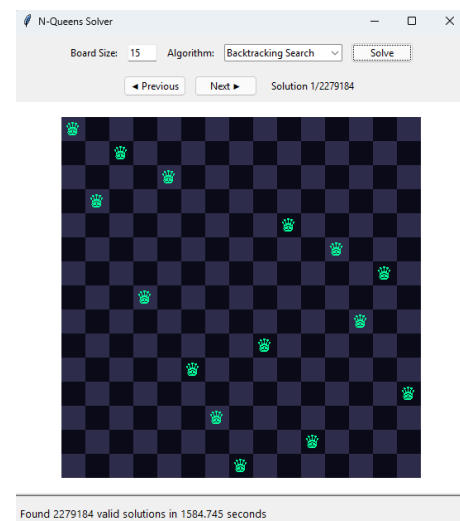 N-Queens Solver
Board Size: 15 Algorithm: Backtracking Search Solve
◄ Previous Next ► Solution 1/2279184
Found 2279184 valid solutions in 1584.745 seconds